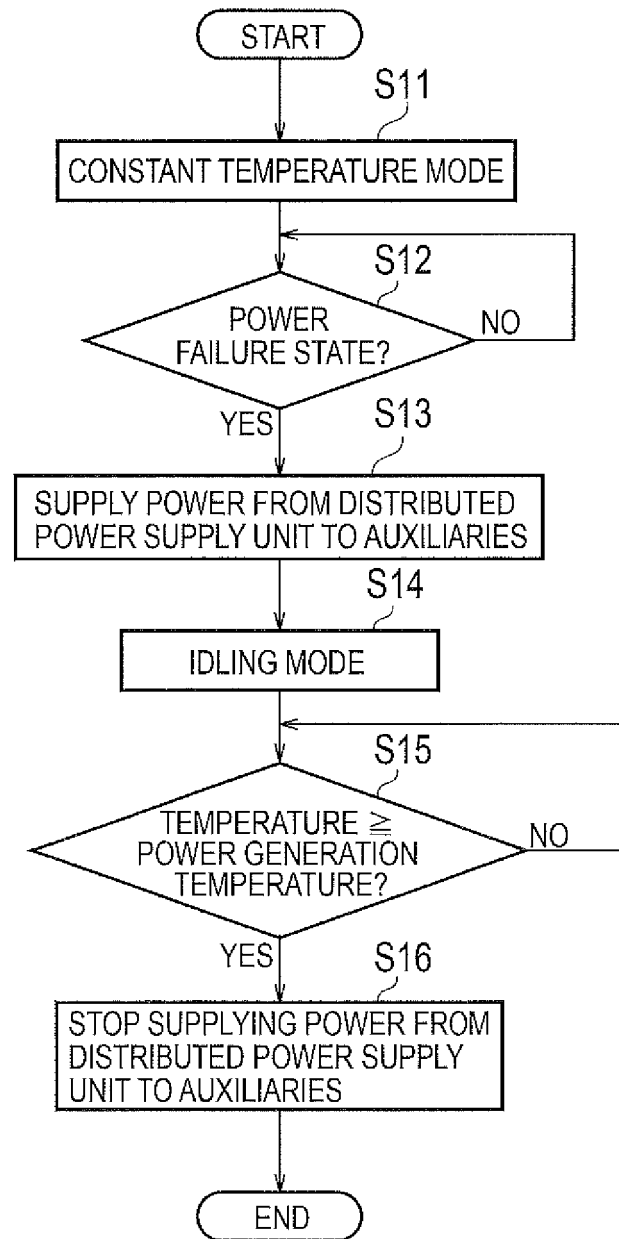 START
S11
CONSTANT TEMPERATURE MODE
S12
POWER
FAILURE STATE?
NO
YES
S13
SUPPLY POWER FROM DISTRIBUTED
POWER SUPPLY UNIT TO AUXILIARIES
S14
IDLING MODE
S15
TEMPERATURE ≧
POWER GENERATION
TEMPERATURE?
NO
YES
S16
STOP SUPPLYING POWER FROM
DISTRIBUTED POWER SUPPLY
UNIT TO AUXILIARIES
END